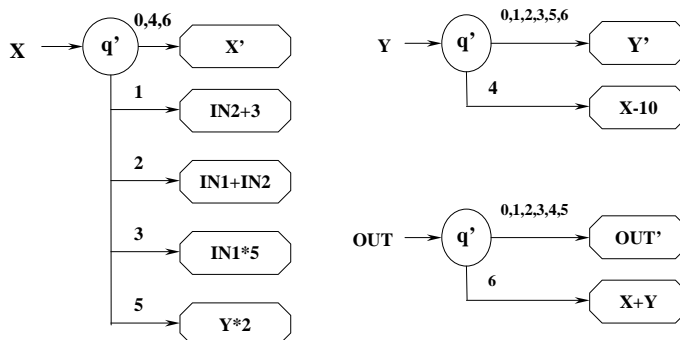 X
q’
0,4,6
X’
1
IN2+3
2
IN1+IN2
3
IN1*5
5
Y*2
Y
q’
0,1,2,3,5,6
Y’
4
X-10
OUT
q’
0,1,2,3,4,5
OUT’
6
X+Y